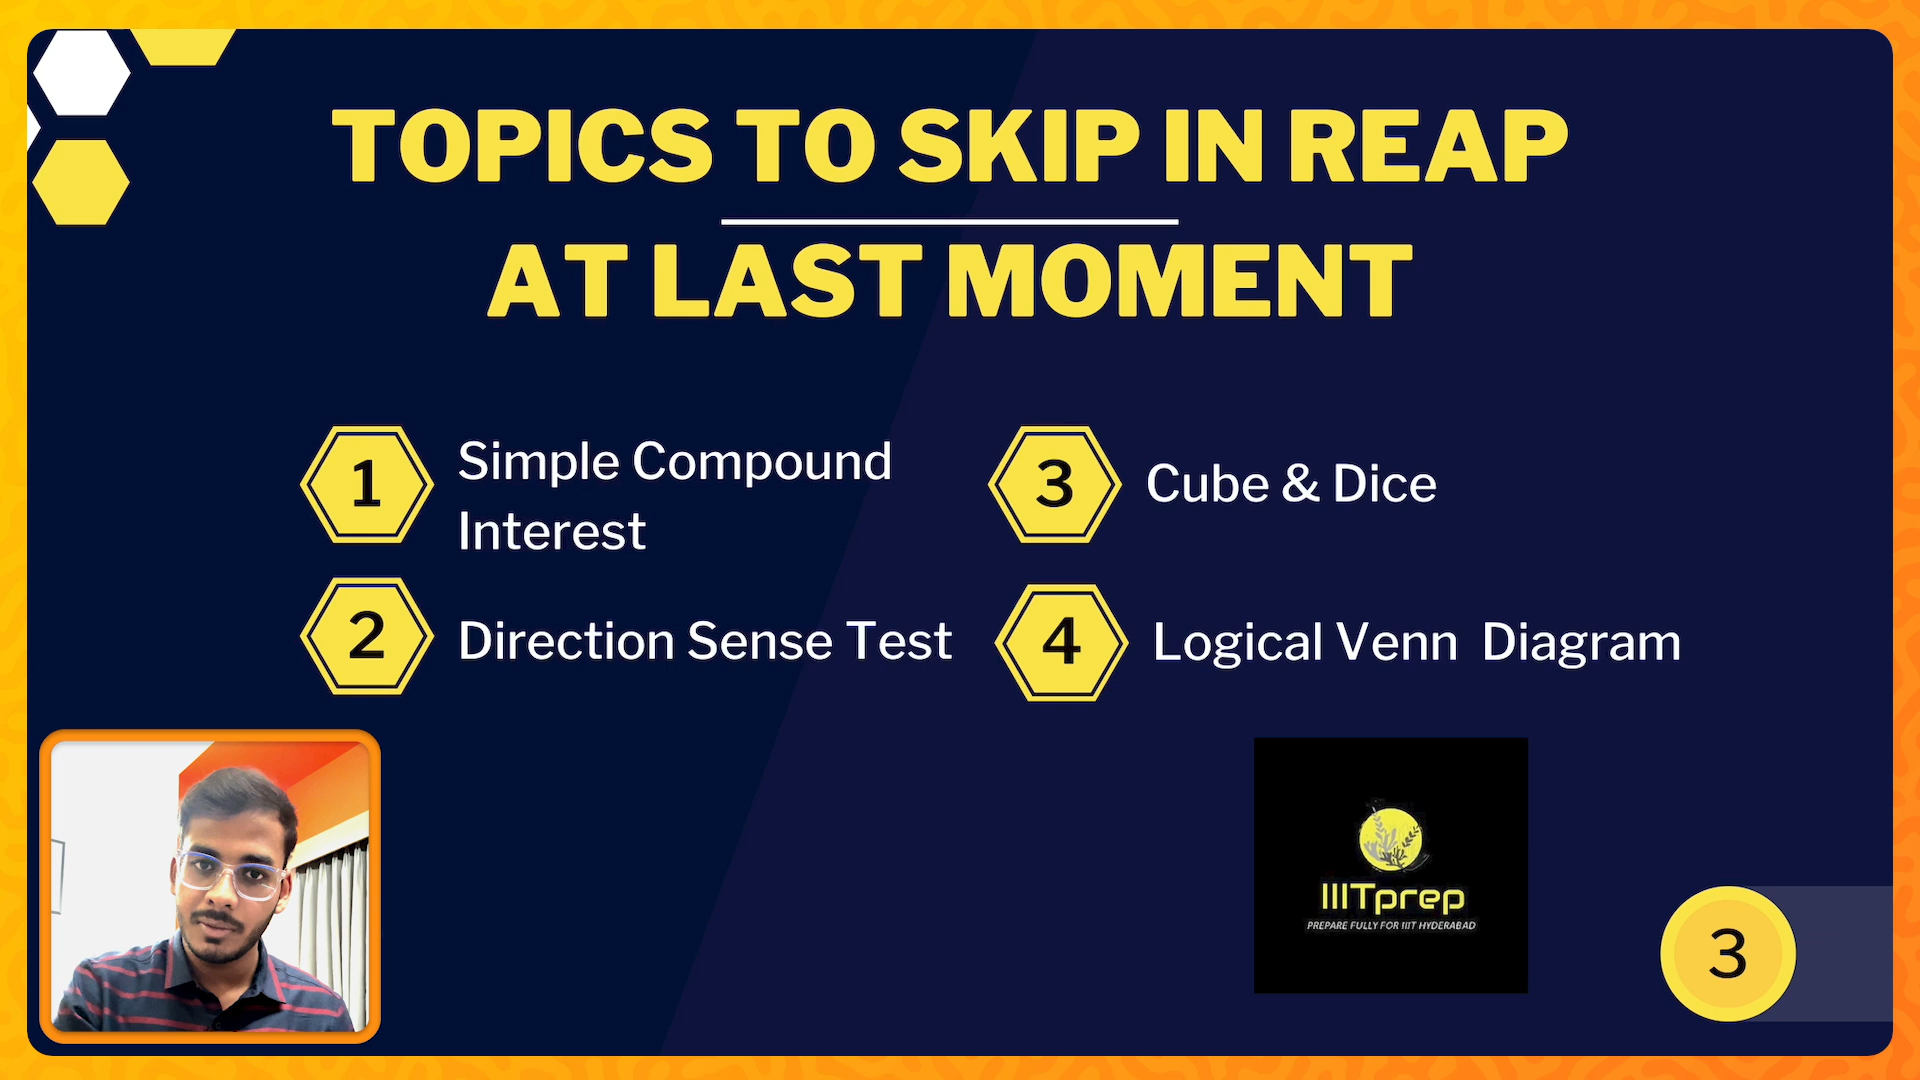 TOPICS TO SKIP IN REAP
AT LAST MOMENT
1
Simple Compound
Interest
2
Direction Sense Test
3
Cube & Dice
4
Logical Venn Diagram
IIITprep
PREPARE FULLY FOR IIIT HYDERABAD
3